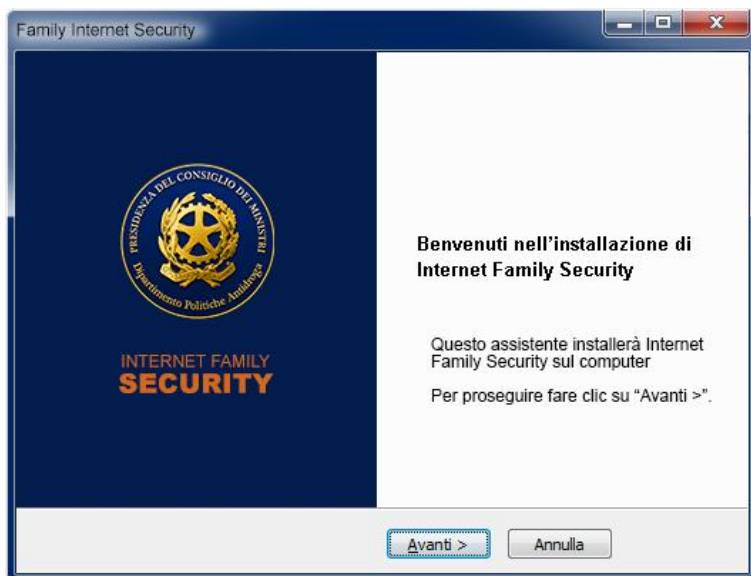 Family Internet Security
PRESIDENZA DEL CONSIGLIO DEI MINISTRI
Dipartimento Politiche Antidroga
INTERNET FAMILY
SECURITY
Benvenuti nell'installazione di
Internet Family Security
Questo assistente installerà Internet
Family Security sul computer
Per proseguire fare clic su “Avanti >”.
Avanti >
Annulla